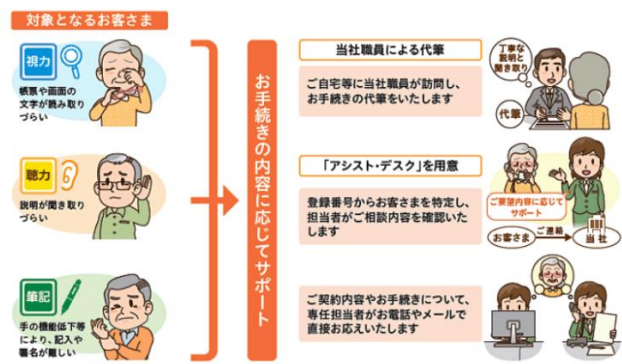 対象となるお客さま
視力
帳票や画面の
文字が読み取り
づらい
聴力
説明が聞き取り
づらい
筆記
手の機能低下等
により、記入や
署名が難しい
お手続きの内容に応じてサポート
当社職員による代筆
ご自宅等に当社職員が訪問し、
お手続きの代筆をいたします
丁寧な
説明と
聞き取り
代筆
「アシスト・デスク」を用意
登録番号からお客さまを特定し、
担当者がご相談内容を確認いた
します
ご要望内容に応じて
サポート
お客さま
ご連絡
当社
ご契約内容やお手続きについて、
専任担当者がお電話やメールで
直接お応えいたします